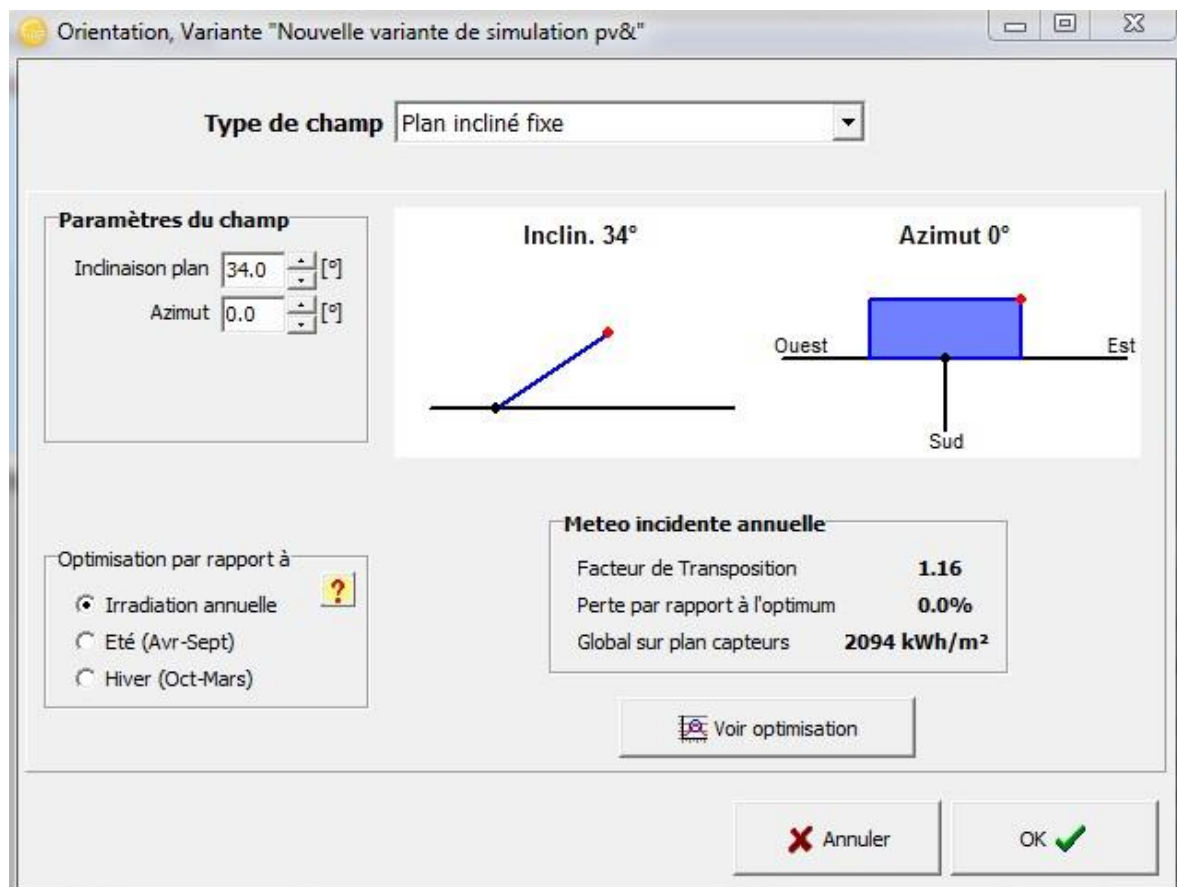 Orientation, Variante "Nouvelle variante de simulation pv&"
Type de champ Plan incliné fixe
Paramètres du champ
Inclinaison plan 34.0 [°]
Azimut 0.0 [°]
Inclin. 34°
Azimut 0°
Ouest
Est
Sud
Optimisation par rapport à
?
Irradiation annuelle
Eté (Avr-Sept)
Hiver (Oct-Mars)
Meteo incidente annuelle
Facteur de Transposition 1.16
Perte par rapport à l'optimum 0.0%
Global sur plan capteurs 2094 kWh/m²
Voir optimisation
Annuler
OK